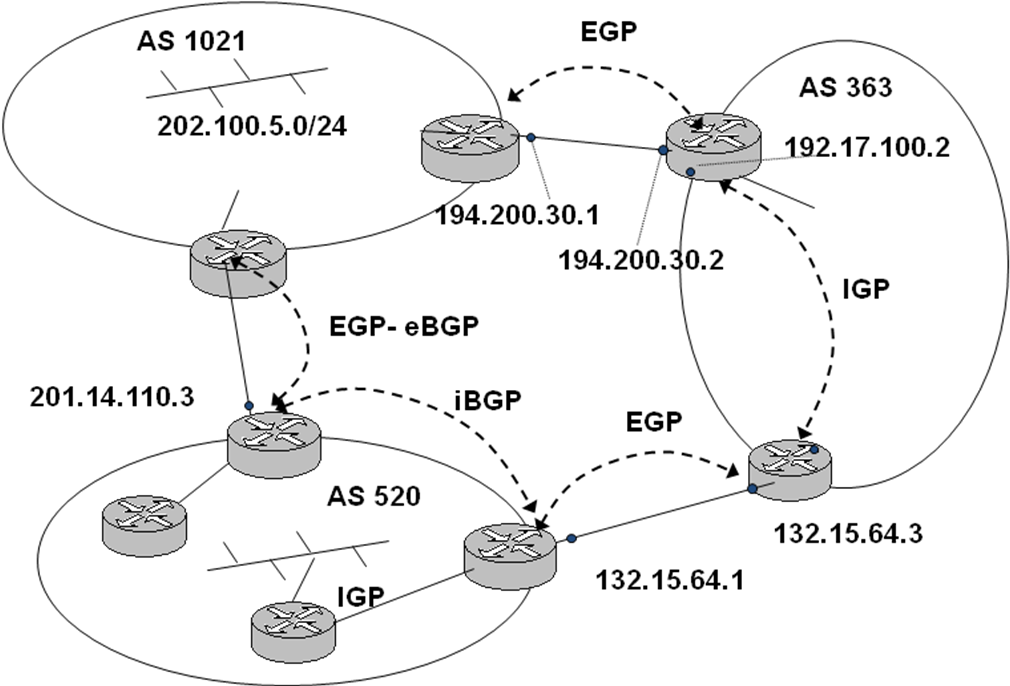 AS 1021
EGP
AS 363
202.100.5.0/24
192.17.100.2
194.200.30.1
194.200.30.2
IGP
EGP- eBGP
201.14.110.3
iBGP
EGP
AS 520
132.15.64.3
132.15.64.1
IGP